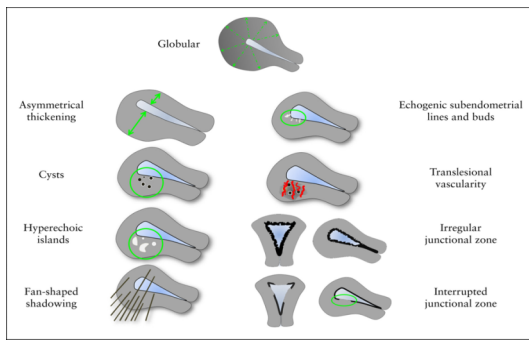 Globular
Asymmetrical
thickening
Echogenic subendometrial
lines and buds
Cysts
Translesional
vascularity
Hyperechoic
islands
Irregular
junctional zone
Fan-shaped
shadowing
Interrupted
junctional zone